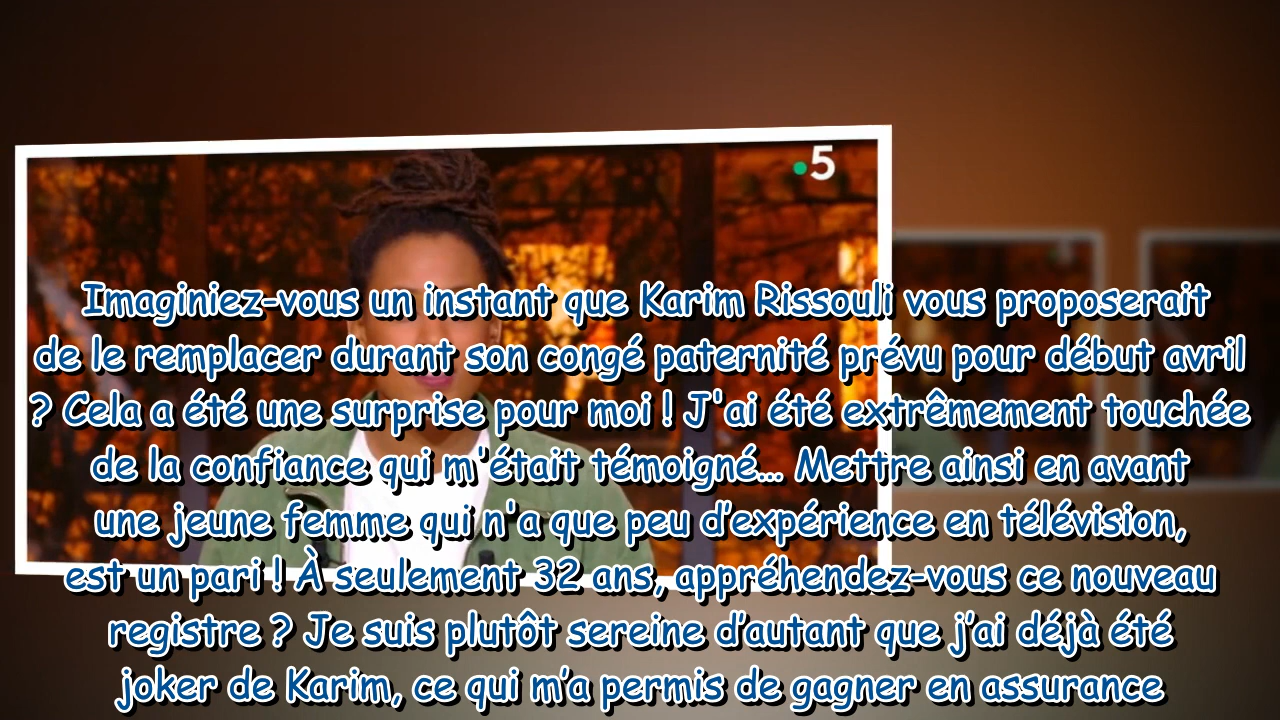 5
Imaginiez-vous un instant que Karim Rissouli vous proposerait
de le remplacer durant son congé paternité prévu pour début avril
? Cela a été une surprise pour moi ! J'ai été extrêmement touchée
de la confiance qui m'était témoigné... Mettre ainsi en avant
une jeune femme qui n'a que peu d’expérience en télévision,
est un pari ! À seulement 32 ans, appréhendez-vous ce nouveau
registre ? Je suis plutôt sereine d’autant que j’ai déjà été
joker de Karim, ce qui m’a permis de gagner en assurance